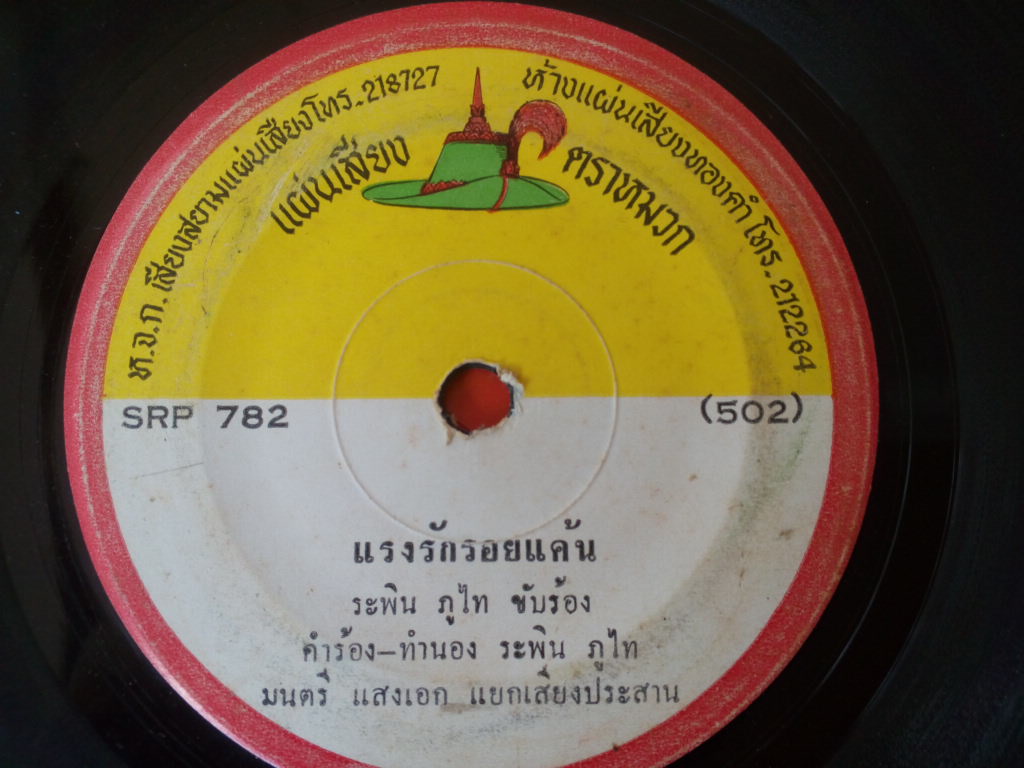 ห.จ.ก. เสียงสยามแผ่นเสียงโทร.218727
ห้างแผ่นเสียงทองคำ โทร.212264
แผ่นเสียง
ตราหมวก
SRP 782
(502)
แรงรักรอยแค้น
ระพิน ภูไท ขับร้อง
คำร้อง–ทำนอง ระพิน ภูไท
มนตรี แสงเอก แยกเสียงประสาน